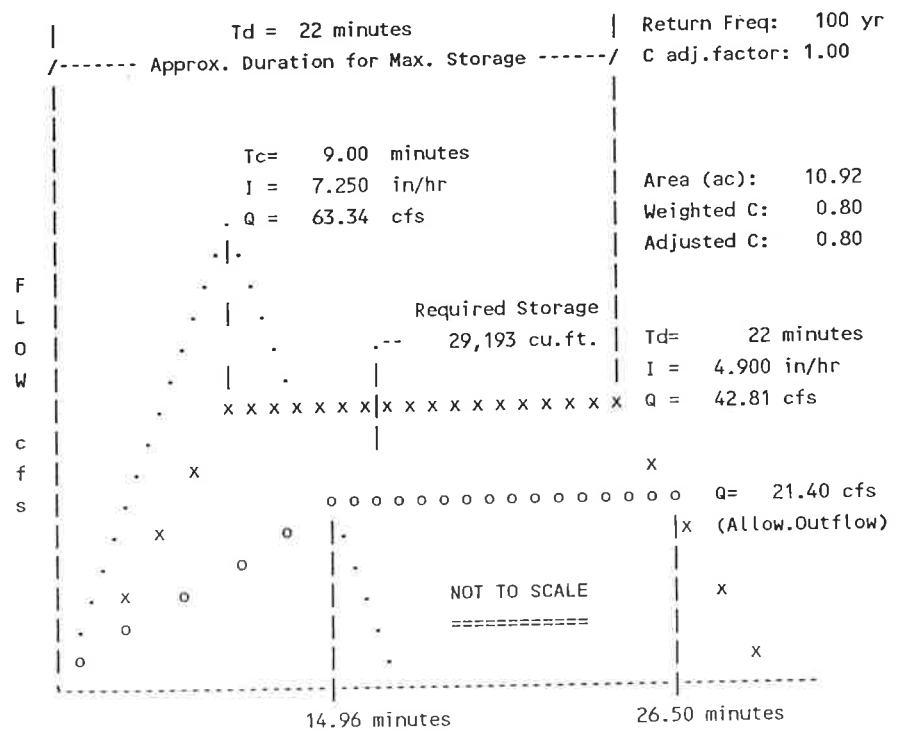 Td = 22 minutes
/------- Approx. Duration for Max. Storage ------/
Return Freq: 100 yr
C adj.factor: 1.00
Tc= 9.00 minutes
I = 7.250 in/hr
Q = 63.34 cfs
Area (ac): 10.92
Weighted C: 0.80
Adjusted C: 0.80
F
L
O
W
c
f
s
Required Storage
29,193 cu.ft.
Td= 22 minutes
I = 4.900 in/hr
Q = 42.81 cfs
x x x x x x x x x x x x x x x x x x
x
x
o o o o o o o o o o o o o o o o
Q= 21.40 cfs
x o
x (Allow.Outflow)
o
x o
NOT TO SCALE
============
x
o
o
x
14.96 minutes
26.50 minutes